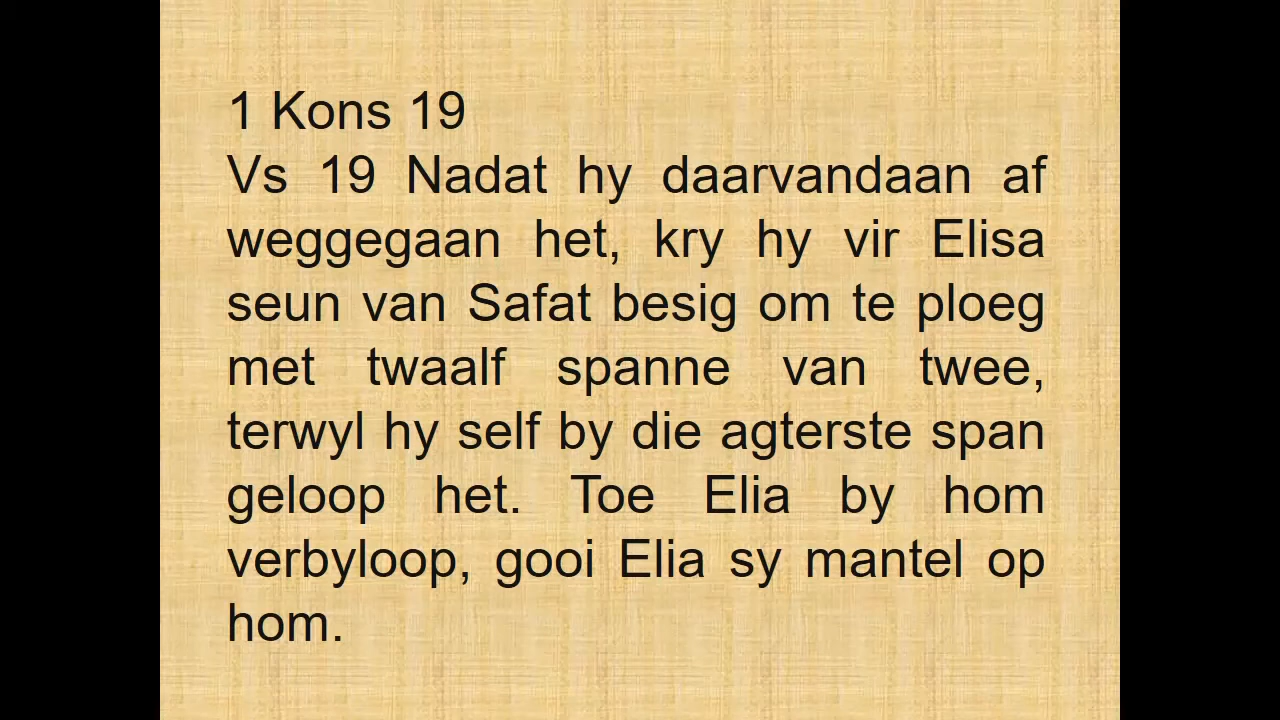 1 Kons 19
Vs 19 Nadat hy daarvandaan af
weggegaan het, kry hy vir Elisa
seun van Safat besig om te ploeg
met twaalf spanne van twee,
terwyl hy self by die agterste span
geloop het. Toe Elia by hom
verbyloop, gooi Elia sy mantel op
hom.